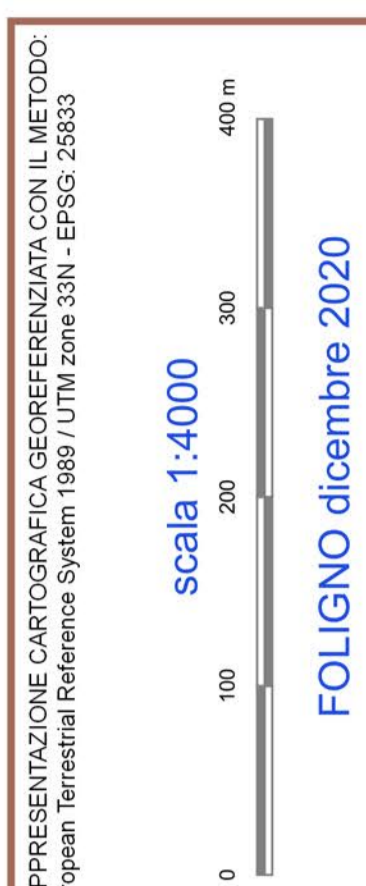 PPRESENTAZIONE CARTOGRAFICA GEOREFERENZIATA CON IL METODO:
ropean Terrestrial Reference System 1989 / UTM zone 33N - EPSG: 25833
scala 1:4000
0 100 200 300 400 m
FOLIGNO dicembre 2020